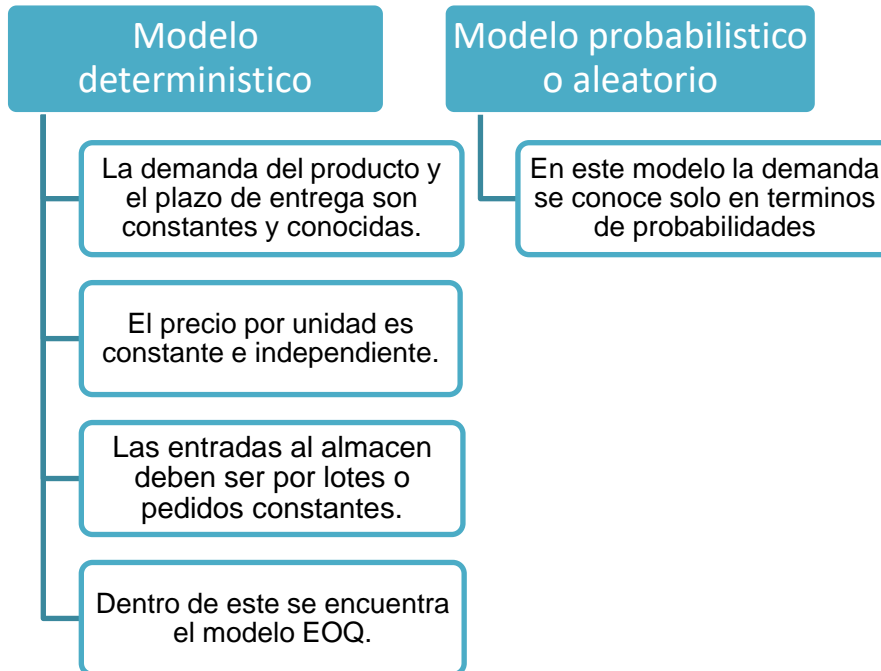 Modelo
deterministico
La demanda del producto y
el plazo de entrega son
constantes y conocidas.
El precio por unidad es
constante e independiente.
Las entradas al almacen
deben ser por lotes o
pedidos constantes.
Dentro de este se encuentra
el modelo EOQ.
Modelo probabilistico
o aleatorio
En este modelo la demanda
se conoce solo en terminos
de probabilidades